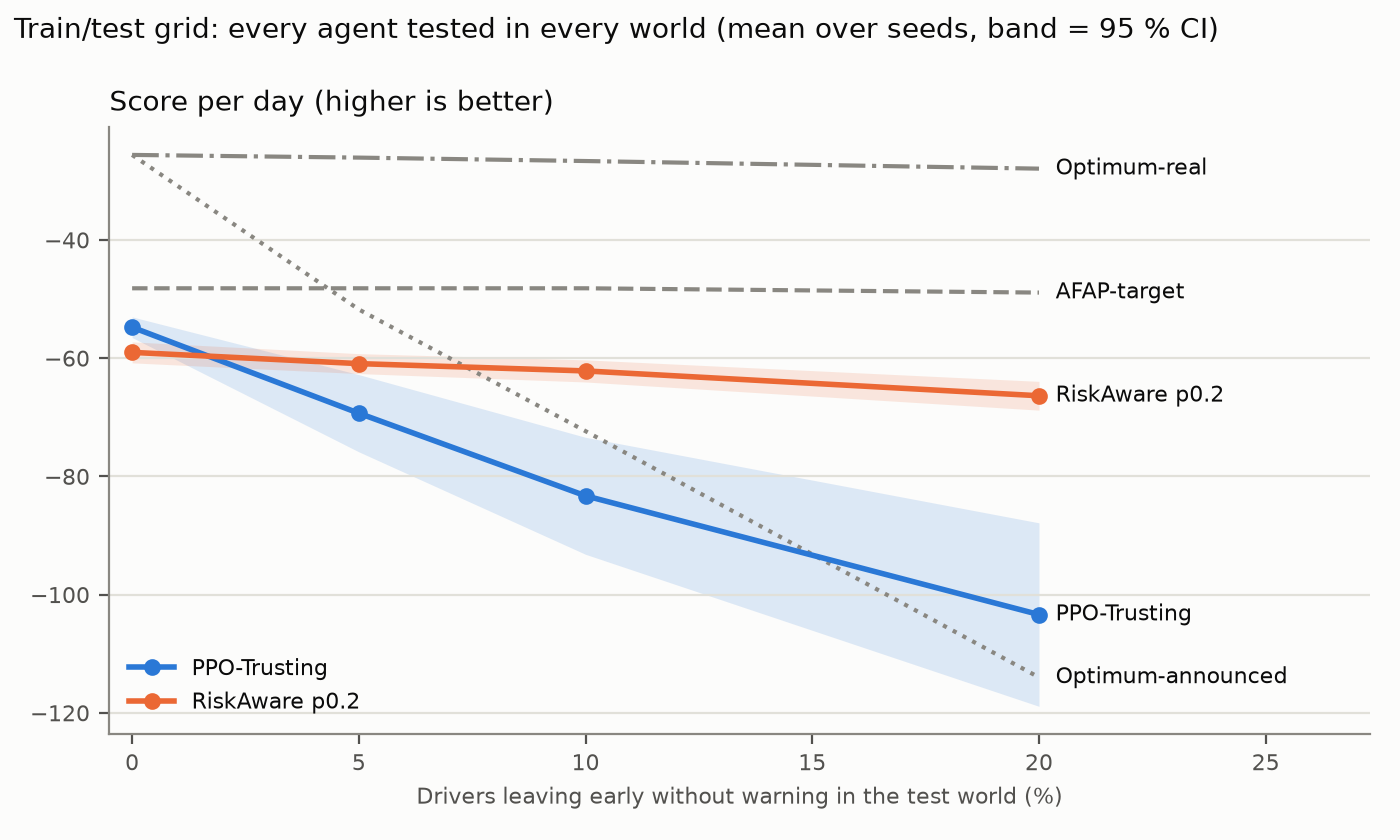 Train/test grid: every agent tested in every world (mean over seeds, band = 95 % CI)
Score per day (higher is better)
Optimum-real
−40
AFAP-target
−60
RiskAware p0.2
−80
−100
PPO-Trusting
PPO-Trusting
Optimum-announced
RiskAware p0.2
−120
0 5 10 15 20 25
Drivers leaving early without warning in the test world (%)